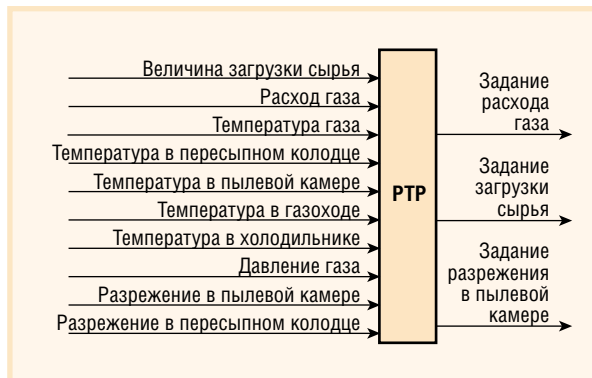 Величина загрузки сырья
Расход газа
Температура газа
Температура в пересыпном колодце
Температура в пылевой камере
Температура в газоходе
Температура в холодильнике
Давление газа
Разрежение в пылевой камере
Разрежение в пересыпном колодце
РТР
Задание
расхода
газа
Задание
загрузки
сырья
Задание
разрежения
в пылевой
камере